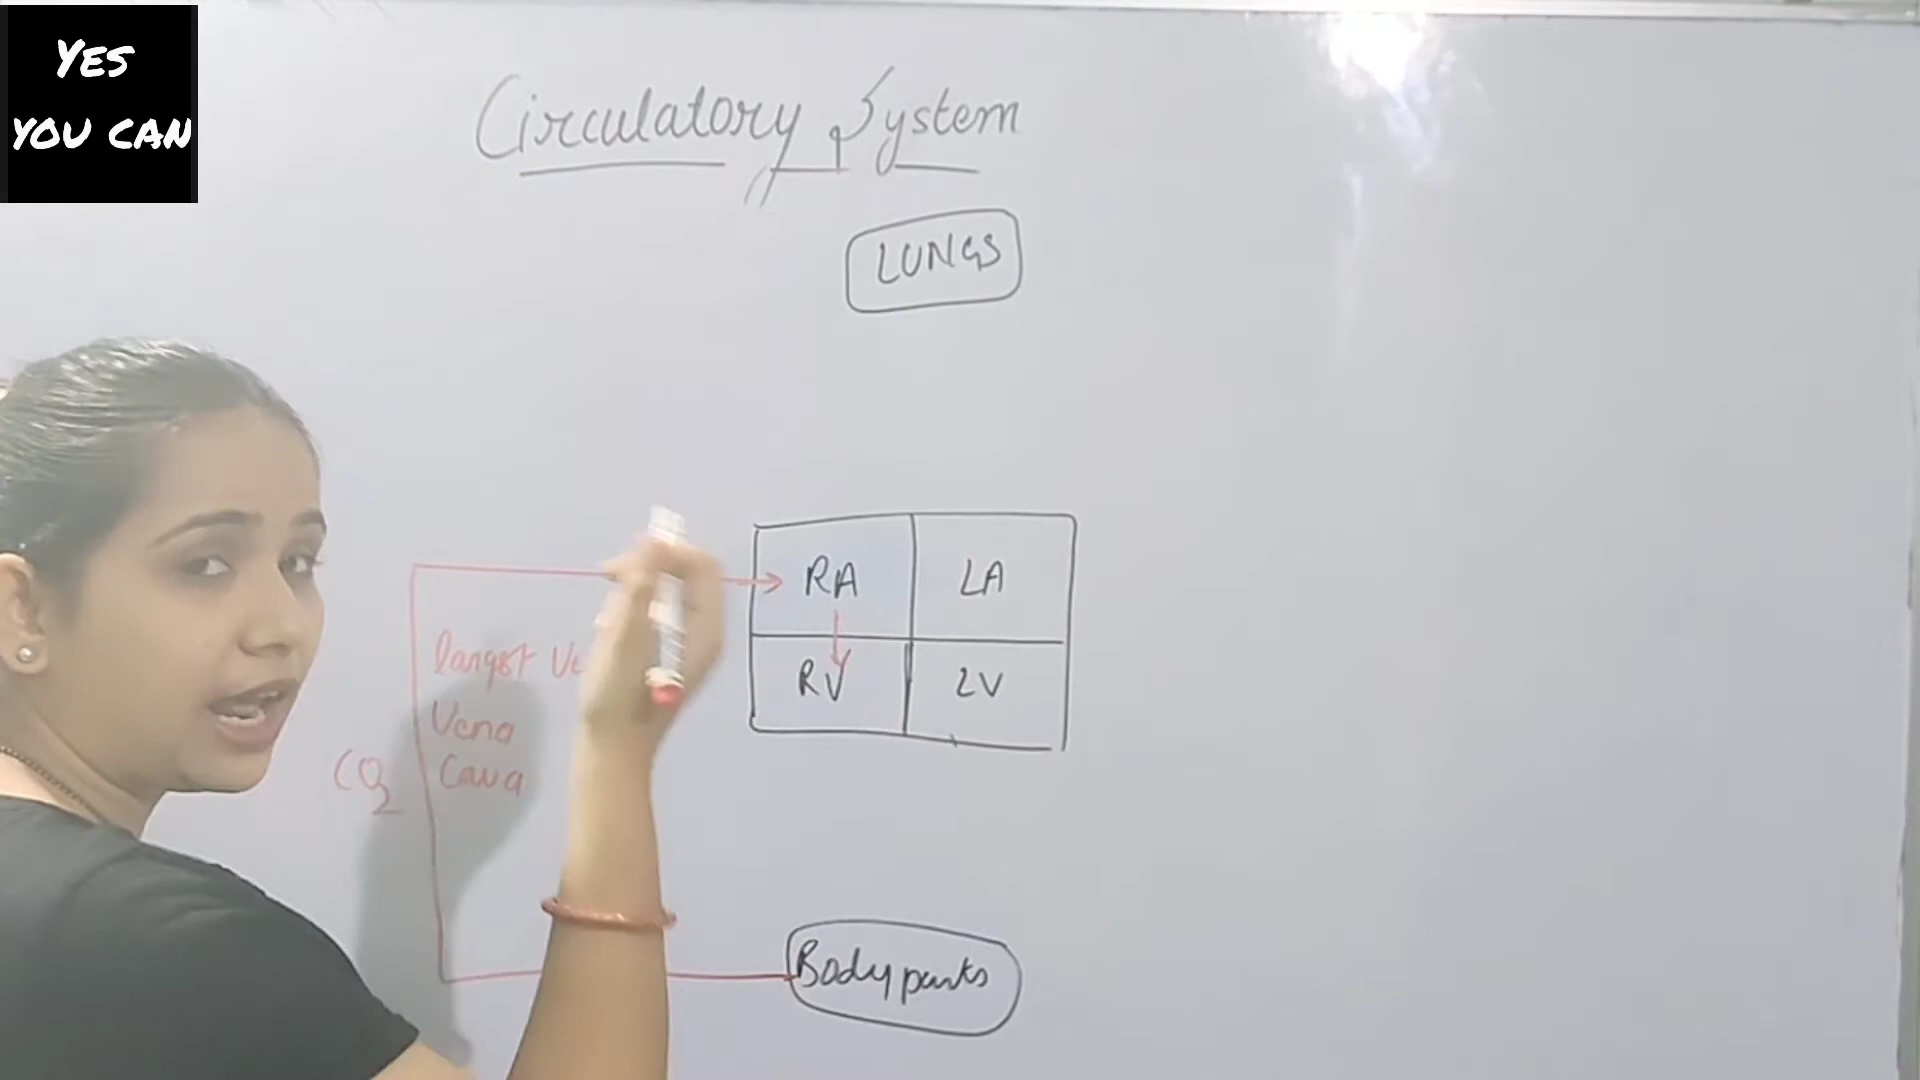 YES
YOU CAN
Circulatory System
LUNGS
RA LA
RV LV
Vena
Cava
CO2
Body parts